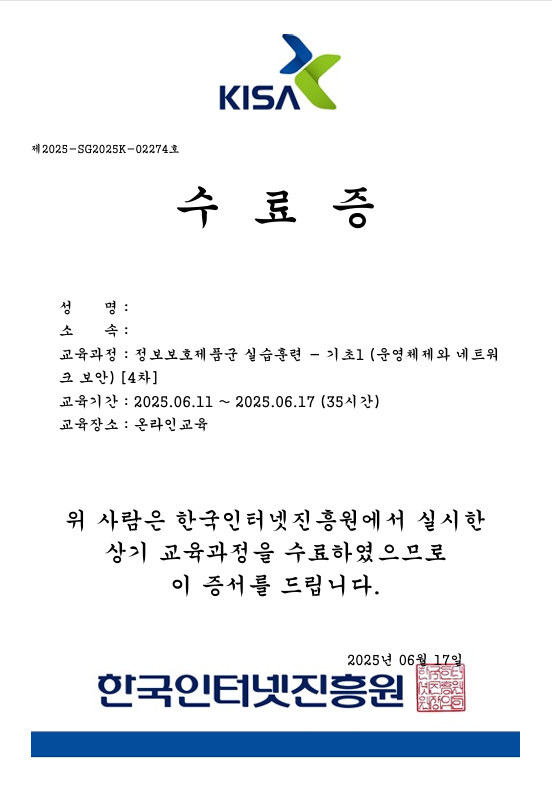 KISA
제2025-SG2025K-02274호
수 료 증
성 명 :
소 속 :
교육과정 : 정보보호제품군 실습훈련 - 기초1 (운영체제와 네트워
크 보안) [4차]
교육기간 : 2025.06.11 ~ 2025.06.17 (35시간)
교육장소 : 온라인교육
위 사람은 한국인터넷진흥원에서 실시한
상기 교육과정을 수료하였으므로
이 증서를 드립니다.
2025년 06월 17일
한국인터넷진흥원